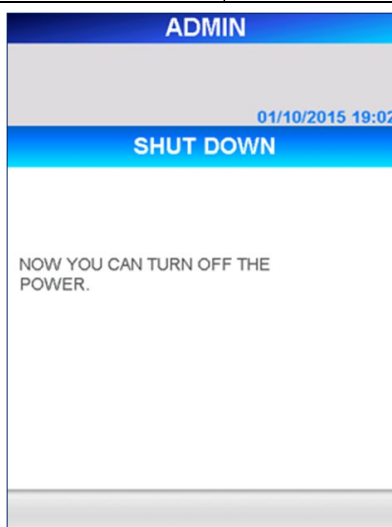 ADMIN
01/10/2015 19:02
SHUT DOWN
NOW YOU CAN TURN OFF THE
POWER.